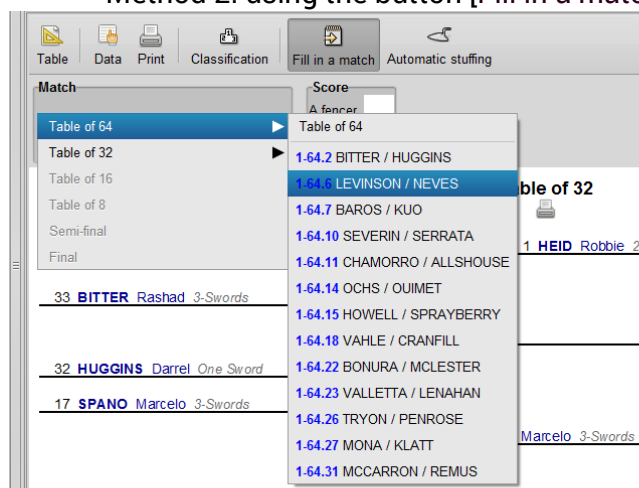 Method 2: using the button [Fill in a matc
Table Data Print Classification Fill in a match Automatic stuffing
Match Score
A fencer
Table of 64 Table of 64
Table of 32
Table of 16
Table of 8
Semi-final
Final
1-64.2 BITTER / HUGGINS
1-64.6 LEVINSON / NEVES
1-64.7 BAROS / KUO
1-64.10 SEVERIN / SERRATA
1-64.11 CHAMORRO / ALLSHOUSE
1-64.14 OCHS / OUIMET
1-64.15 HOWELL / SPRAYBERRY
1-64.18 VAHLE / CRANFILL
1-64.22 BONURA / MCLESTER
1-64.23 VALLETTA / LENAHAN
1-64.26 TRYON / PENROSE
1-64.27 MONA / KLATT
1-64.31 MCCARRON / REMUS
ble of 32
1 HEID Robbie 2
33 BITTER Rashad 3-Swords
32 HUGGINS Darrel One Sword
17 SPANO Marcelo 3-Swords
Marcelo 3-Swords